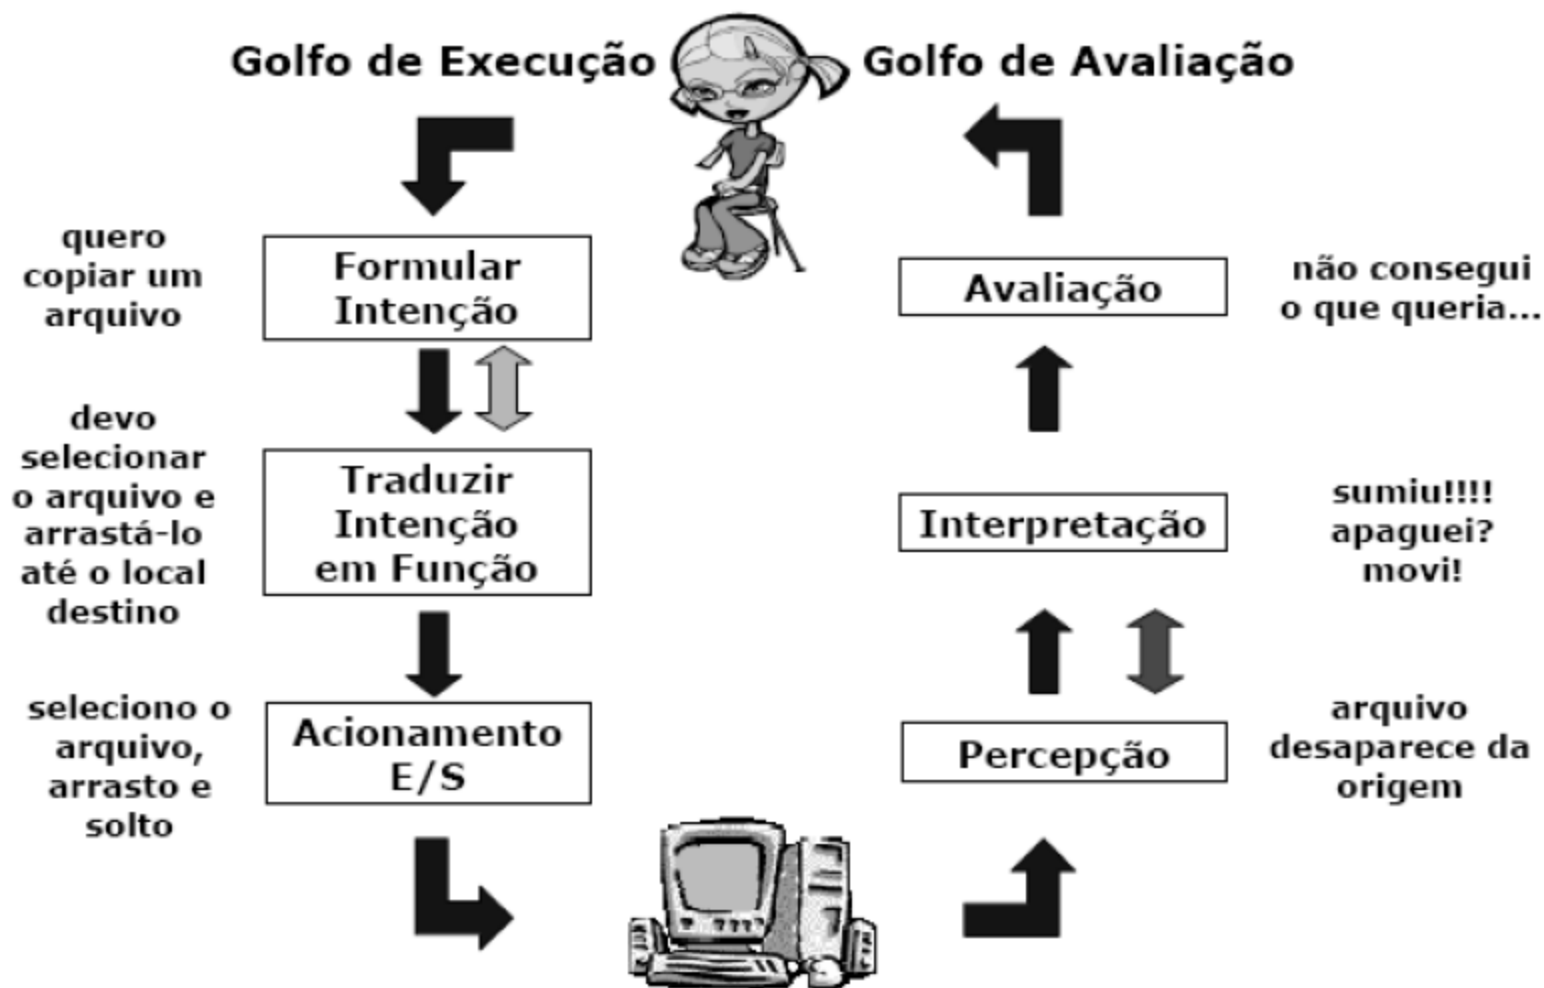 Golfo de Execução
Golfo de Avaliação
quero
copiar um
arquivo
Formular
Intenção
devo
selecionar
o arquivo e
arrastá-lo
até o local
destino
Traduzir
Intenção
em Função
seleciono o
arquivo,
arrasto e
solto
Acionamento
E/S
Avaliação
não consegui
o que queria...
Interpretação
sumiu!!!!
apaguei?
movi!
Percepção
arquivo
desaparece da
origem